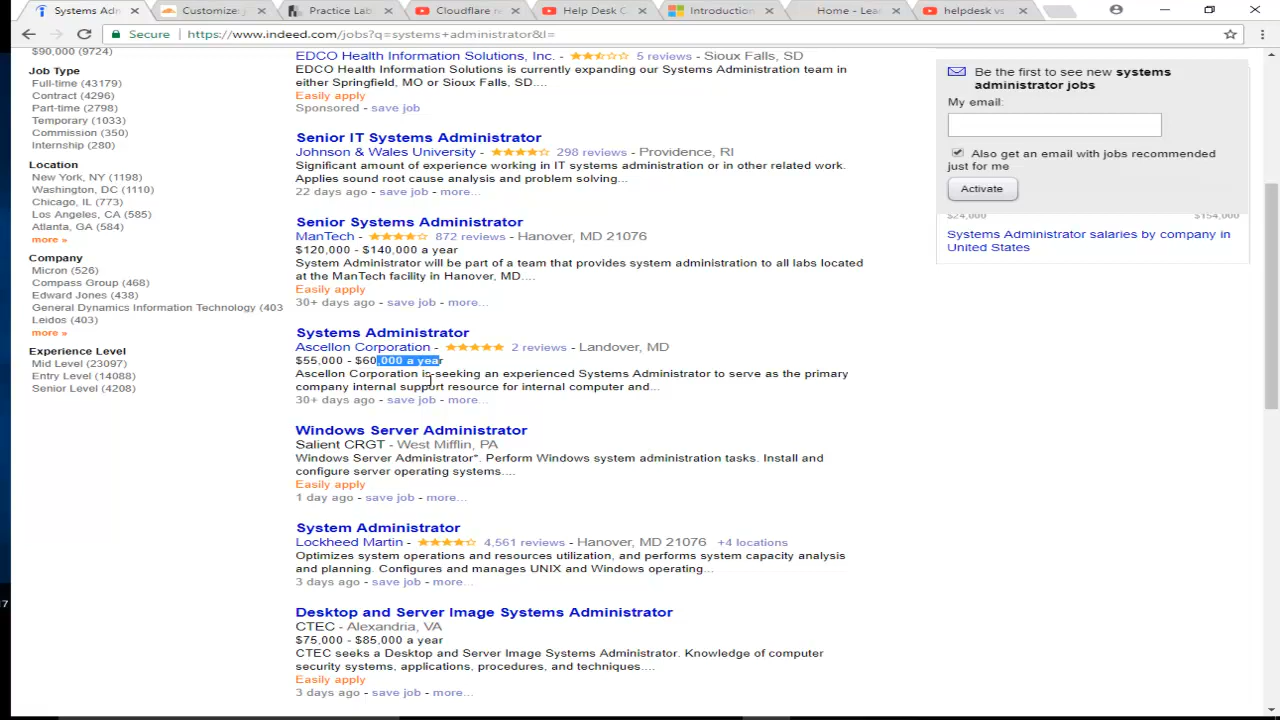 Systems Adn
Customize:
Practice Lab
Cloudflare r
Help Desk C
Introduction
Home - Lea
helpdesk vs
Secure
https://www.indeed.com/jobs?q=systems+administrator&l=
$90,000 (9724)
Job Type
Full-time (43179)
Contract (4296)
Part-time (2798)
Temporary (1033)
Commission (350)
Internship (280)
Location
New York, NY (1198)
Washington, DC (1110)
Chicago, IL (773)
Los Angeles, CA (585)
Atlanta, GA (584)
more »
Company
Micron (526)
Compass Group (468)
Edward Jones (438)
General Dynamics Information Technology (403
Leidos (403)
more »
Experience Level
Mid Level (23097)
Entry Level (14088)
Senior Level (4208)
EDCO Health Information Solutions, Inc. - 5 reviews - Sioux Falls, SD
EDCO Health Information Solutions is currently expanding our Systems Administration team in
either Springfield, MO or Sioux Falls, SD....
Easily apply
Sponsored - save job
Senior IT Systems Administrator
Johnson & Wales University - 298 reviews - Providence, RI
Significant amount of experience working in IT systems administration or in other related work.
Applies sound root cause analysis and problem solving...
22 days ago - save job - more...
Senior Systems Administrator
ManTech - 872 reviews - Hanover, MD 21076
$120,000 - $140,000 a year
System Administrator will be part of a team that provides system administration to all labs located
at the ManTech facility in Hanover, MD....
Easily apply
30+ days ago - save job - more...
Systems Administrator
Ascellon Corporation - 2 reviews - Landover, MD
$55,000 - $60,000 a year
Ascellon Corporation is seeking an experienced Systems Administrator to serve as the primary
company internal support resource for internal computer and...
30+ days ago - save job - more...
Windows Server Administrator
Salient CRGT - West Mifflin, PA
Windows Server Administrator*. Perform Windows system administration tasks. Install and
configure server operating systems....
Easily apply
1 day ago - save job - more...
System Administrator
Lockheed Martin - 4,561 reviews - Hanover, MD 21076 +4 locations
Optimizes system operations and resources utilization, and performs system capacity analysis
and planning. Configures and manages UNIX and Windows operating...
3 days ago - save job - more...
Desktop and Server Image Systems Administrator
CTEC - Alexandria, VA
$75,000 - $85,000 a year
CTEC seeks a Desktop and Server Image Systems Administrator. Knowledge of computer
security systems, applications, procedures, and techniques....
Easily apply
3 days ago - save job - more...
Be the first to see new systems
administrator jobs
My email:
Also get an email with jobs recommended
just for me
Activate
$24,000 $154,000
Systems Administrator salaries by company in
United States